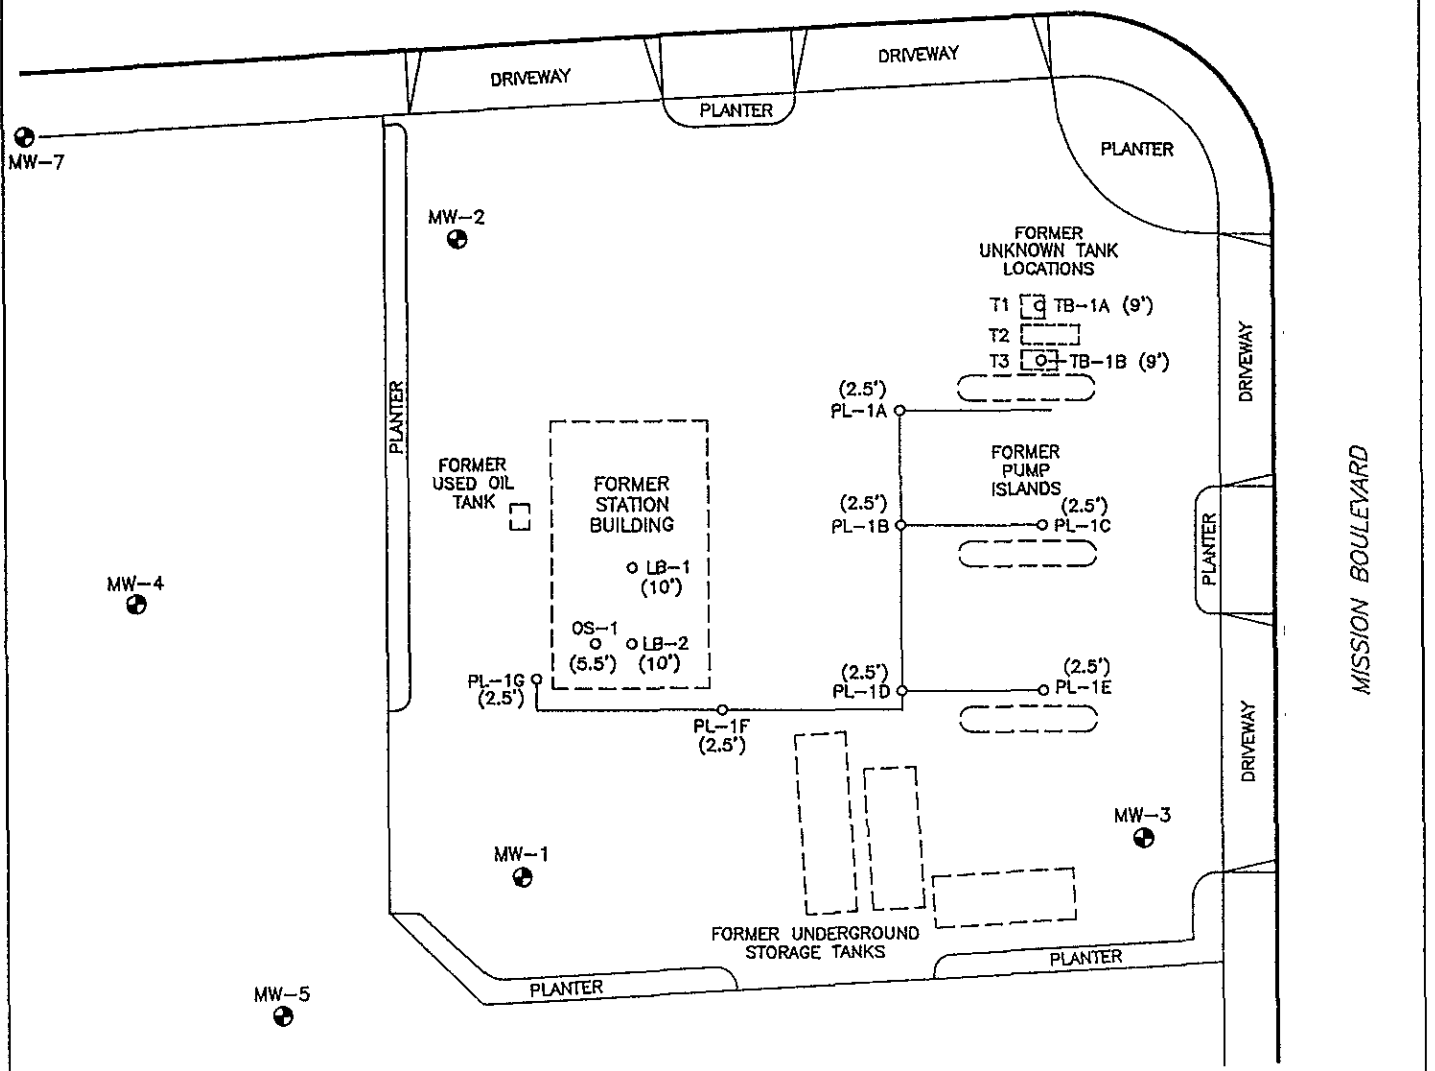 DRIVEWAY
DRIVEWAY
PLANTER
PLANTER
MW-7
MW-2
FORMER
UNKNOWN TANK
LOCATIONS
T1
TB-1A (9')
T2
T3
TB-1B (9')
DRIVEWAY
PLANTER
(2.5')
PL-1A
FORMER
USED OIL
TANK
FORMER
STATION
BUILDING
FORMER
PUMP
ISLANDS
(2.5')
PL-1B
(2.5')
PL-1C
PLANTER
MISSION BOULEVARD
MW-4
LB-1
(10')
OS-1
(5.5')
LB-2
(10')
PL-1G
(2.5')
(2.5')
PL-1D
(2.5')
PL-1E
PL-1F
(2.5')
DRIVEWAY
MW-3
MW-1
FORMER UNDERGROUND
STORAGE TANKS
PLANTER
PLANTER
MW-5